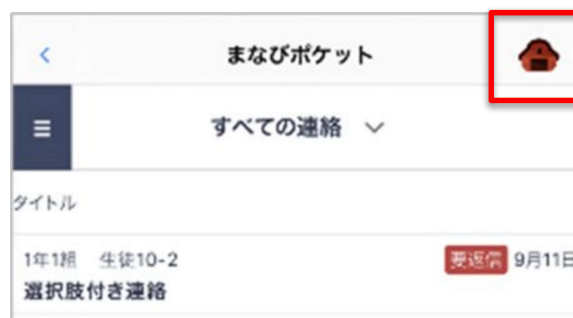 まなびポケット
すべての連絡
タイトル
1年1組 生徒10-2 要返信 9月11日
選択肢付き連絡